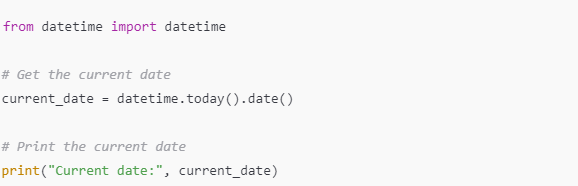 from datetime import datetime
# Get the current date
current_date = datetime.today().date()
# Print the current date
print("Current date:", current_date)